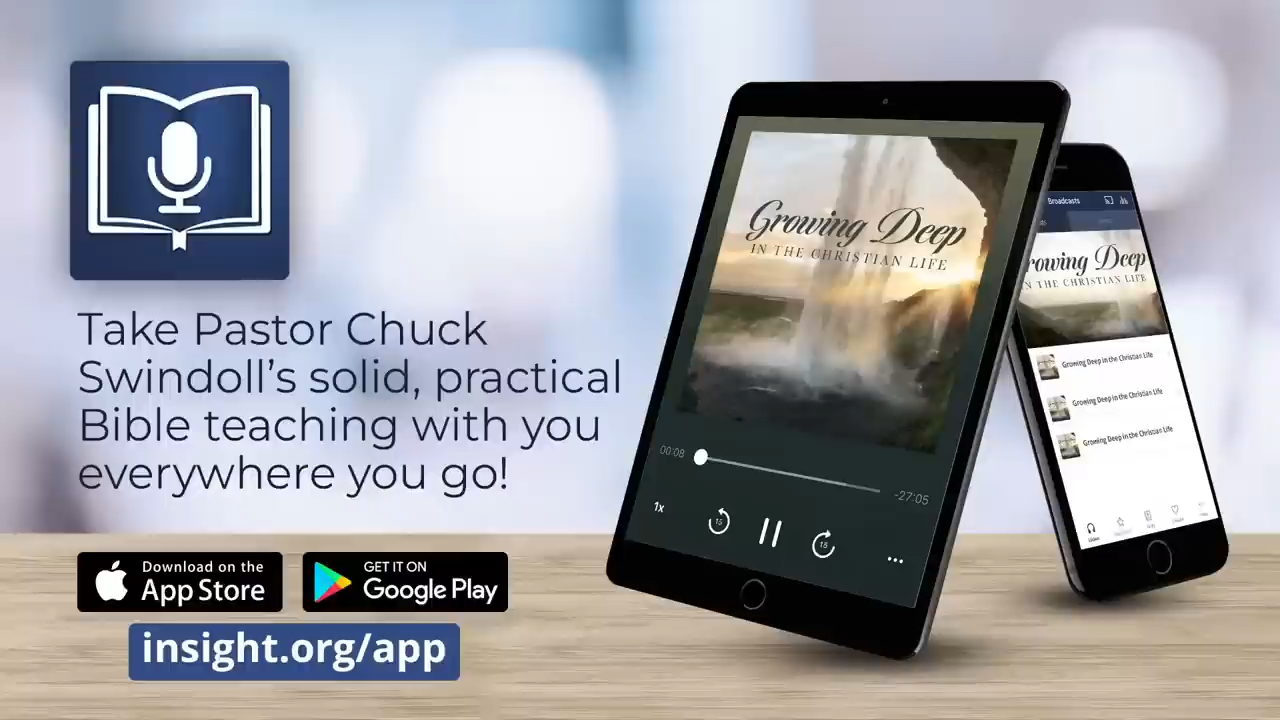 Take Pastor Chuck
Swindoll's solid, practical
Bible teaching with you
everywhere you go!
Download on the
App Store
GET IT ON
Google Play
insight.org/app
Growing Deep
IN THE CHRISTIAN LIFE
00:08
-27:05
1x
15
15
Broadcasts
rowing Deep
N THE CHRISTIAN LIFE
Growing Deep in the Christian Life
Growing Deep in the Christian Life
Growing Deep in the Christian Life